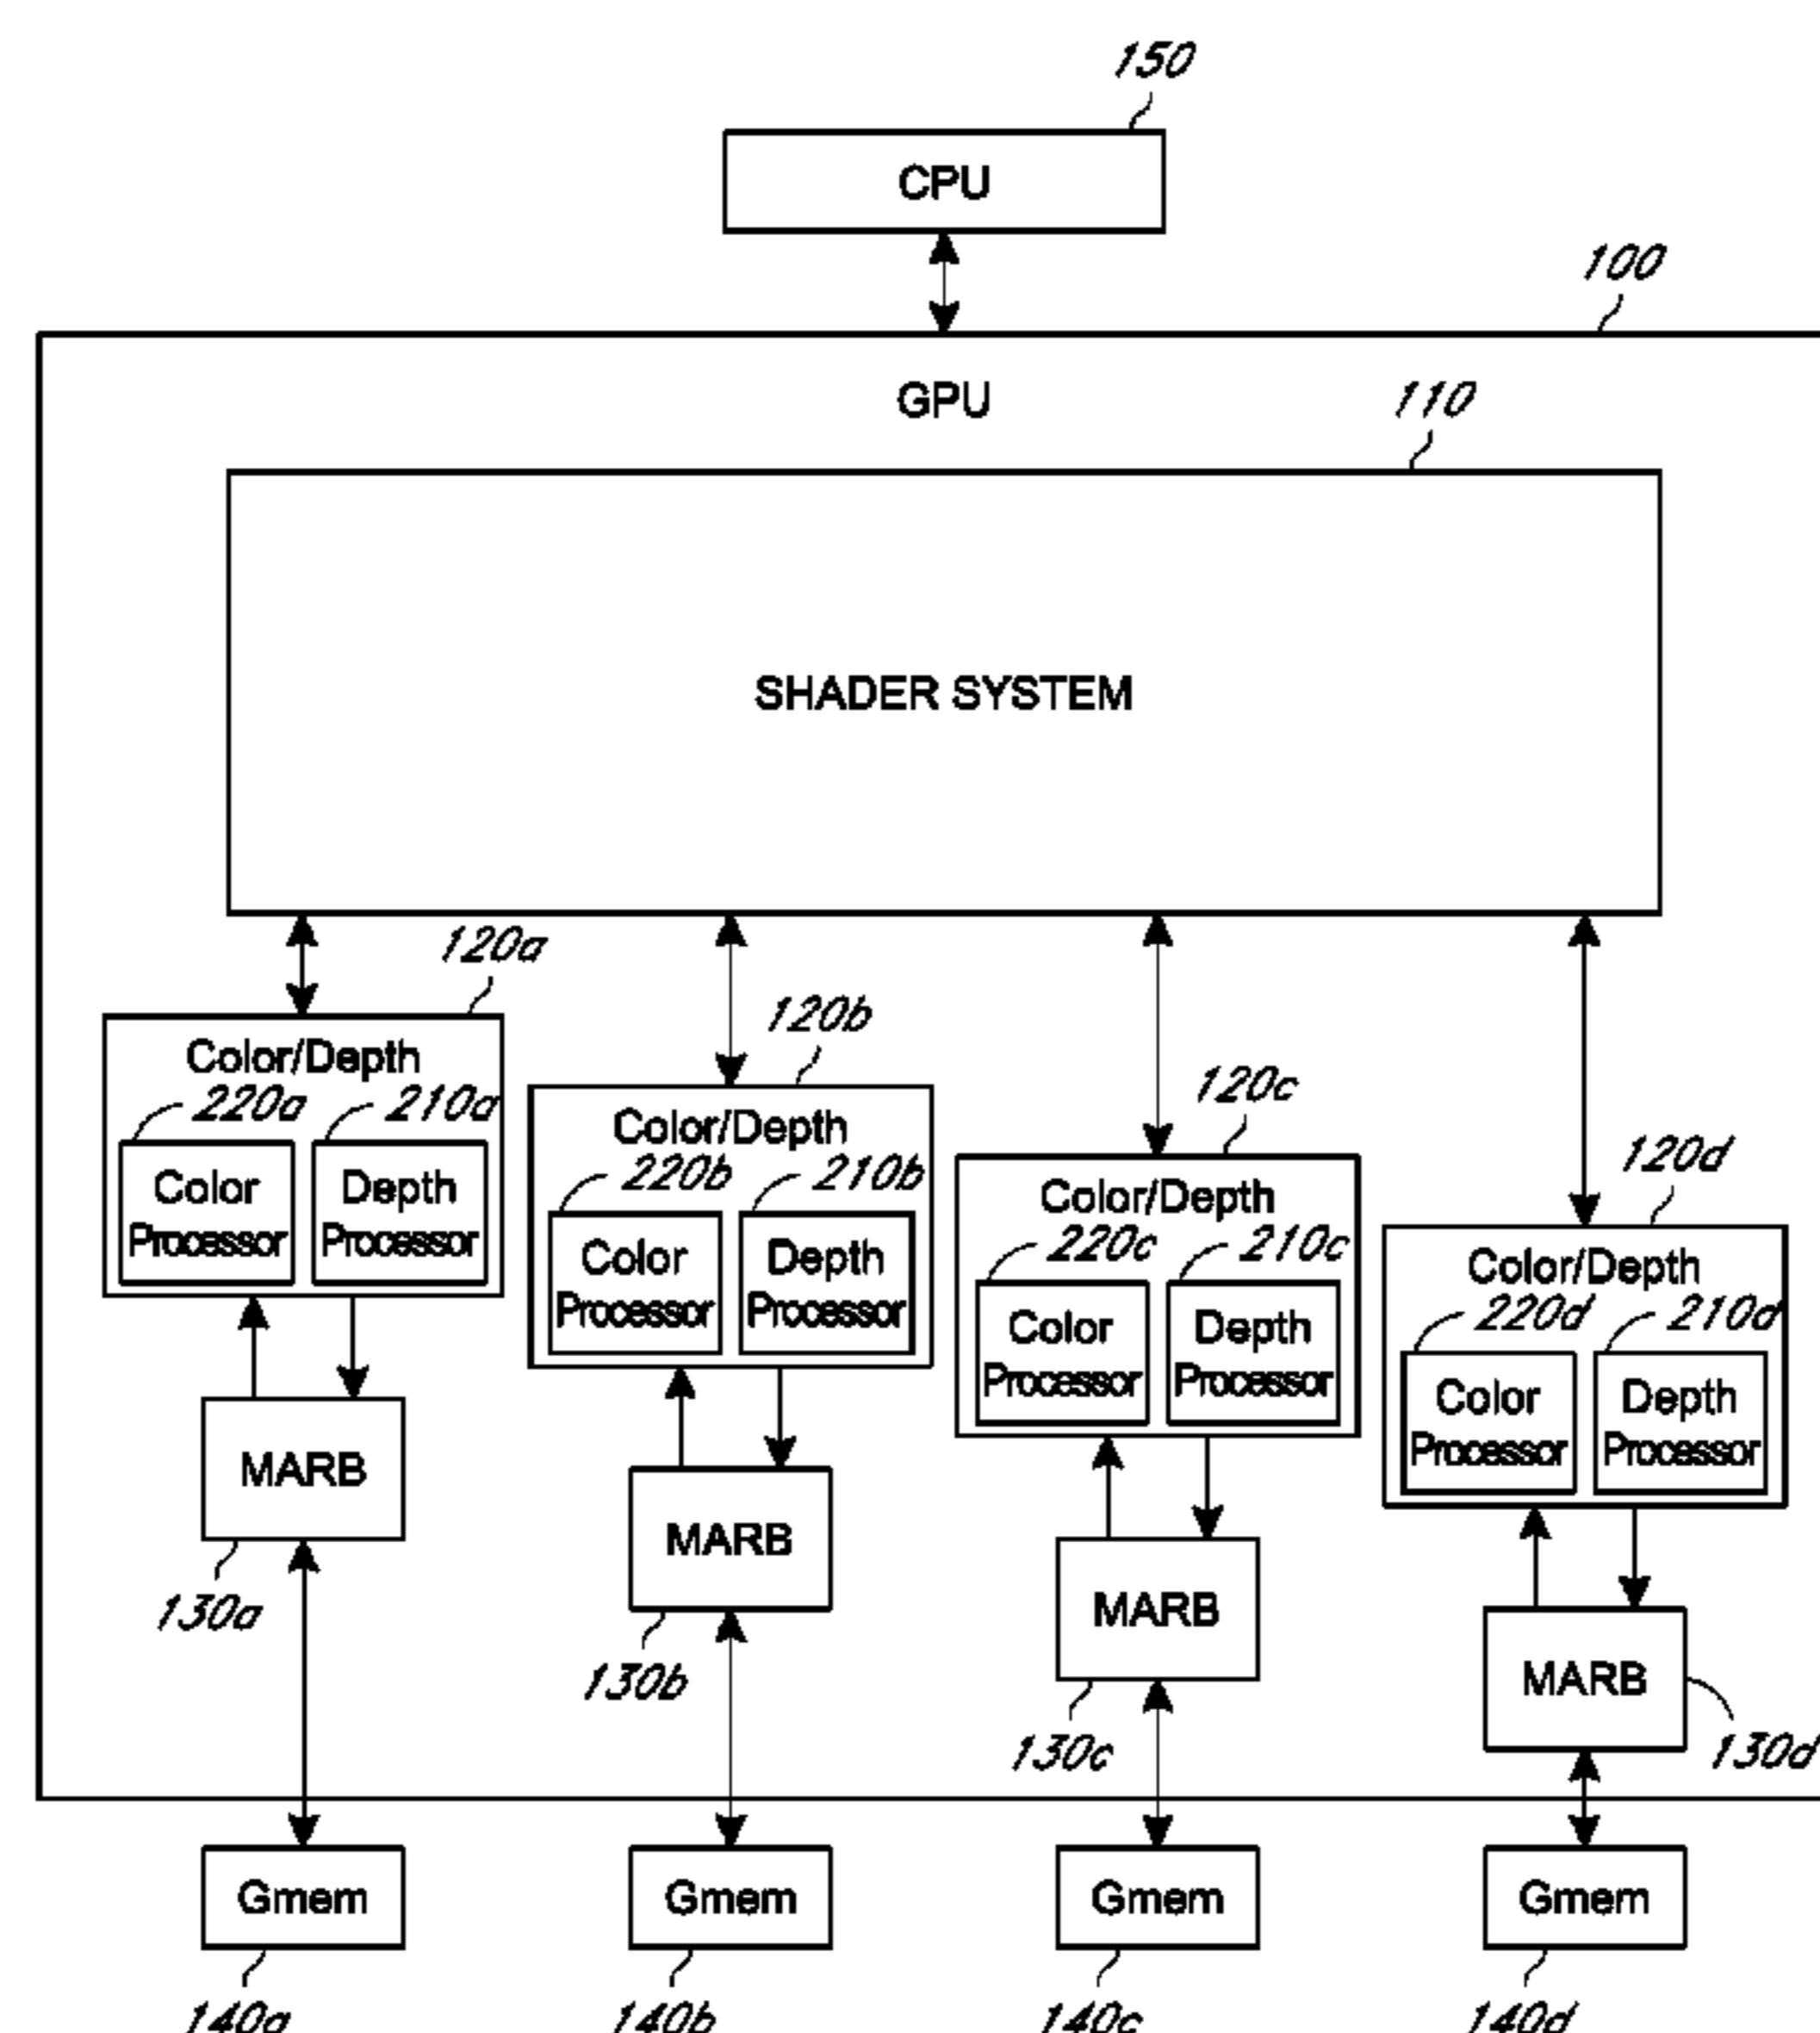 150
CPU
100
GPU
110
SHADER SYSTEM
120a
Color/Depth
220a
210a
Color
Processor
Depth
Processor
120b
Color/Depth
220b
210b
Color
Processor
Depth
Processor
120c
Color/Depth
220c
210c
Color
Processor
Depth
Processor
120d
Color/Depth
220d
210d
Color
Processor
Depth
Processor
MARB
130a
MARB
130b
MARB
130c
MARB
130d
Gmem
140a
Gmem
140b
Gmem
140c
Gmem
140d